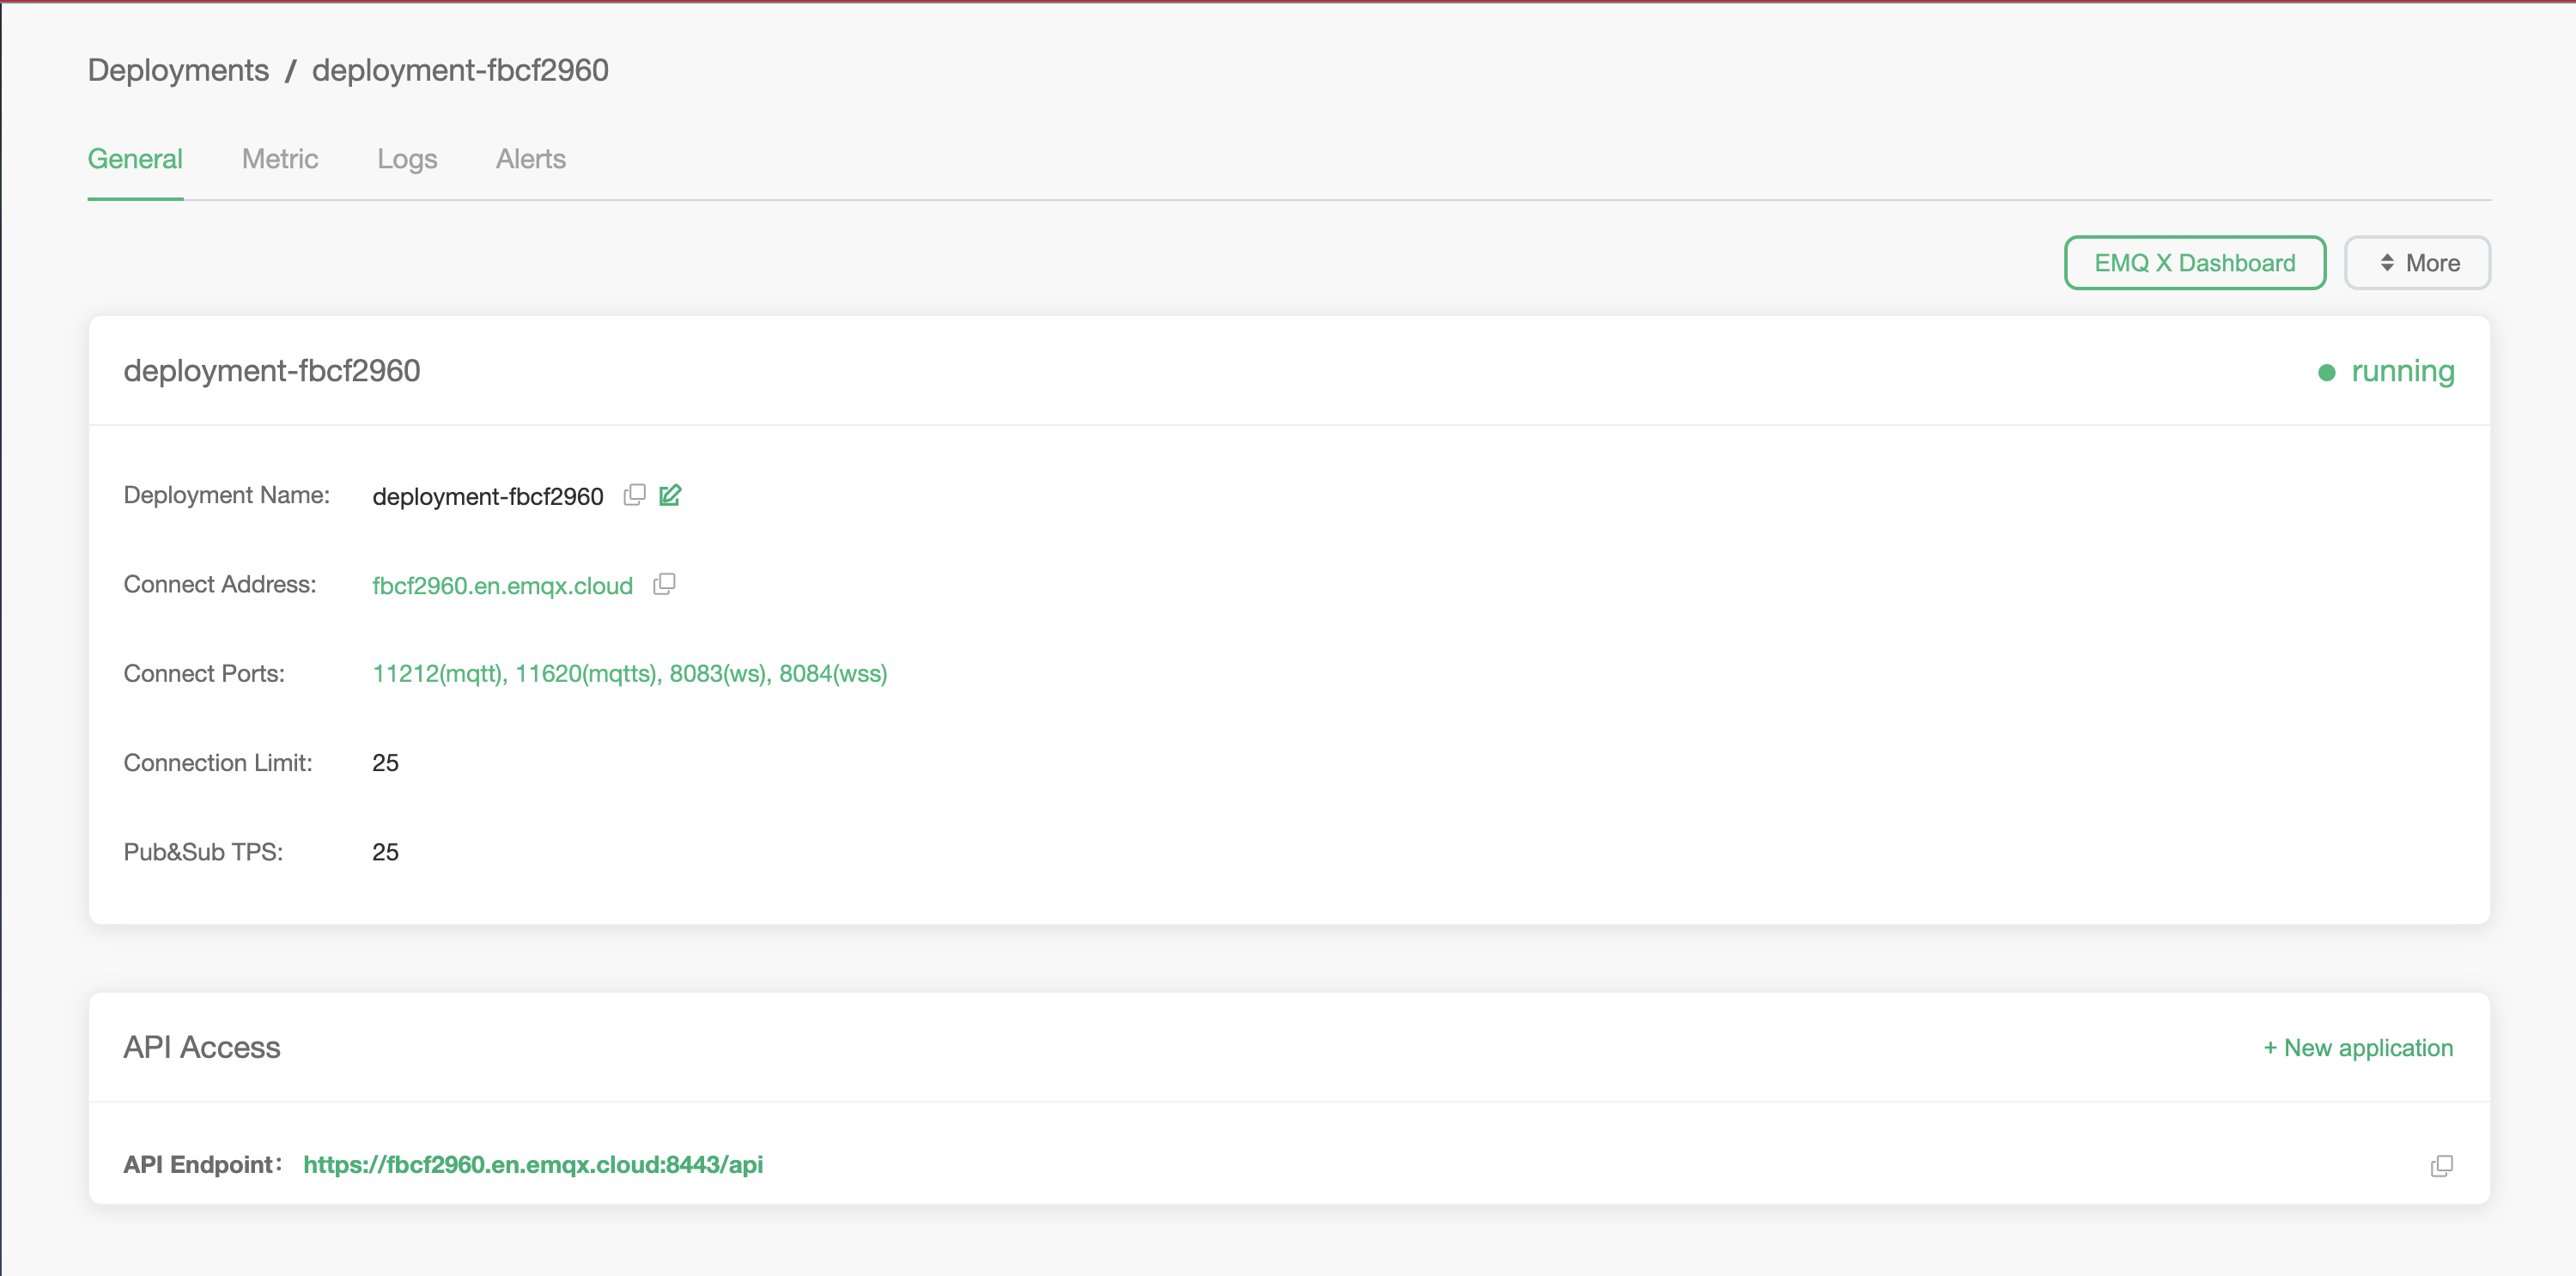 Deployments / deployment-fbcf2960
General Metric Logs Alerts
EMQ X Dashboard More
deployment-fbcf2960 running
Deployment Name: deployment-fbcf2960
Connect Address: fbcf2960.en.emqx.cloud
Connect Ports: 11212(mqtt), 11620(mqtts), 8083(ws), 8084(wss)
Connection Limit: 25
Pub&Sub TPS: 25
API Access + New application
API Endpoint: https://fbcf2960.en.emqx.cloud:8443/api